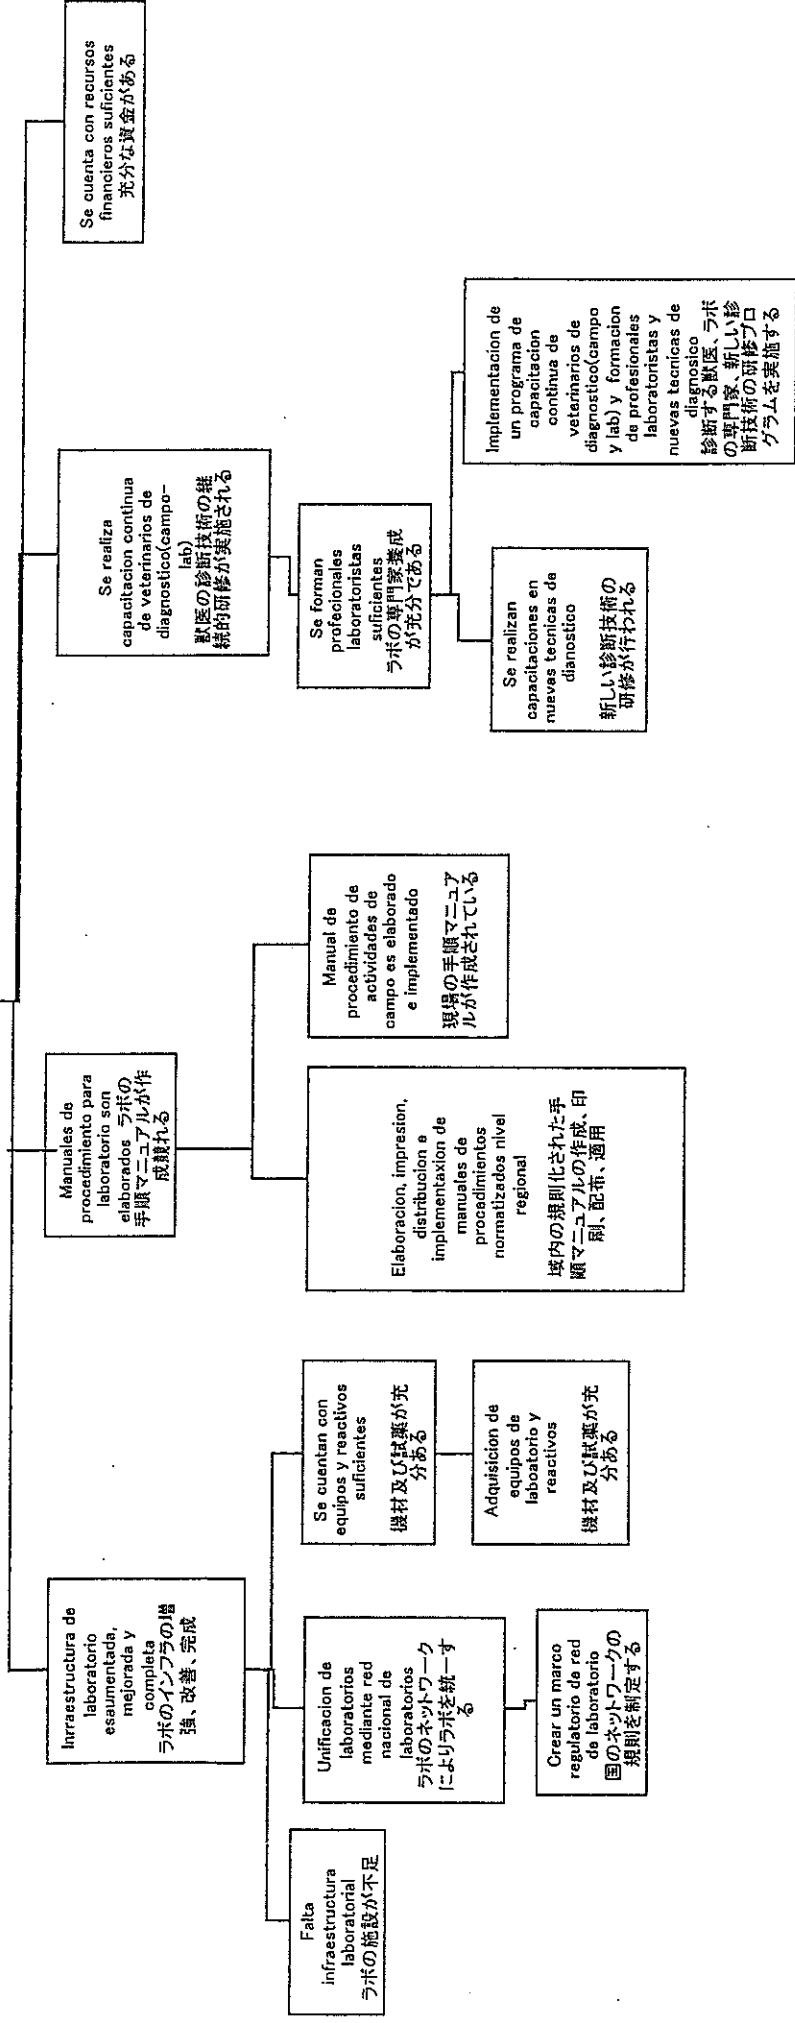 Inrraestructura de
laboratorio
esaumentada,
mejorada y
completa
ラボのインフラの増
強、改善、完成
Manuales de
procedimiento para
laboratorio son
elaborados ラボの
手順マニュアルが作
成競れる
Se realiza
capacitacion continua
de veterinarios de
diagnostico(campo-
lab)
獣医の診断技術の継
続的研修が実施される
Se cuenta con recursos
financieros suficientes
充分な資金がある
Falta
infraestructura
laboratorial
ラボの施設が不足
Unificacion de
laboratorios
mediante red
nacional de
laboratorios
ラボのネットワーク
によりラボを統一す
る
Se cuentan con
equipos y reactivos
suficientes
機材及び試薬が充
分ある
Elaboracion, impresion,
distribucion e
implementaxion de
manuales de
procedimientos
normatizados nivel
regional
域内の規則化された手
順マニュアルの作成、印
刷、配布、適用
Manual de
procedimiento de
actividades de
campo es elaborado
e implementado
現場の手順マニュア
ルが作成されている
Se forman
profecionales
laboratoristas
suficientes
ラボの専門家養成
が充分である
Crear un marco
regulatorio de red
de laboratorio
国のネットワークの
規則を制定する
Adquisicion de
equipos de
laboatorio y
reactivos
機材及び試薬が充
分ある
Se realizan
capacitaciones en
nuevas tecnicas de
dianostico
新しい診断技術の
研修が行われる
Implementacion de
un programa de
capacitacion
continua de
veterinarios de
diagnostico(campo
y lab) y formacion
de profesionales
laboratoristas y
nuevas tecnicas de
diagnosico
診断する獣医、ラボ
の専門家、新しい診
断技術の研修プロ
グラムを実施する